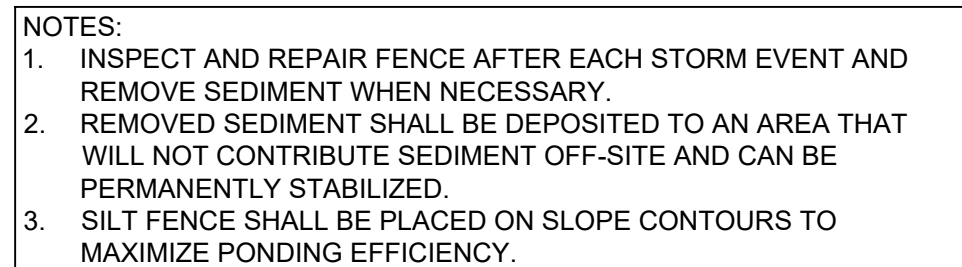 NOTES:
1. INSPECT AND REPAIR FENCE AFTER EACH STORM EVENT AND
REMOVE SEDIMENT WHEN NECESSARY.
2. REMOVED SEDIMENT SHALL BE DEPOSITED TO AN AREA THAT
WILL NOT CONTRIBUTE SEDIMENT OFF-SITE AND CAN BE
PERMANENTLY STABILIZED.
3. SILT FENCE SHALL BE PLACED ON SLOPE CONTOURS TO
MAXIMIZE PONDING EFFICIENCY.